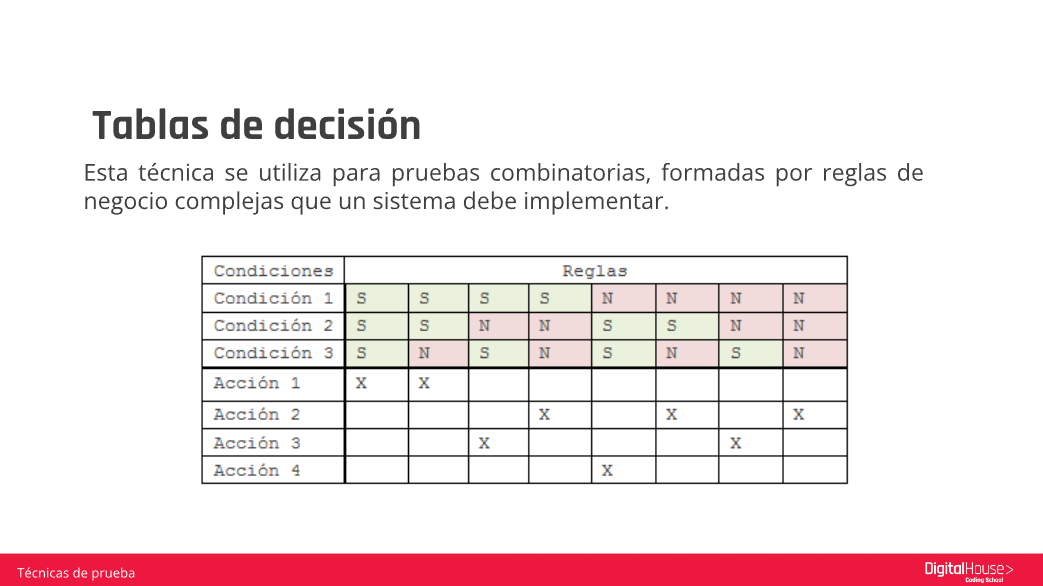 Tablas de decisión
Esta técnica se utiliza para pruebas combinatorias, formadas por reglas de
negocio complejas que un sistema debe implementar.
Condiciones Reglas
Condición 1 S S S S N N N N
Condición 2 S S N N S S N N
Condición 3 S N S N S N S N
Acción 1 X X
Acción 2 X X X
Acción 3 X X
Acción 4 X
Técnicas de prueba
DigitalHouse>
Coding School